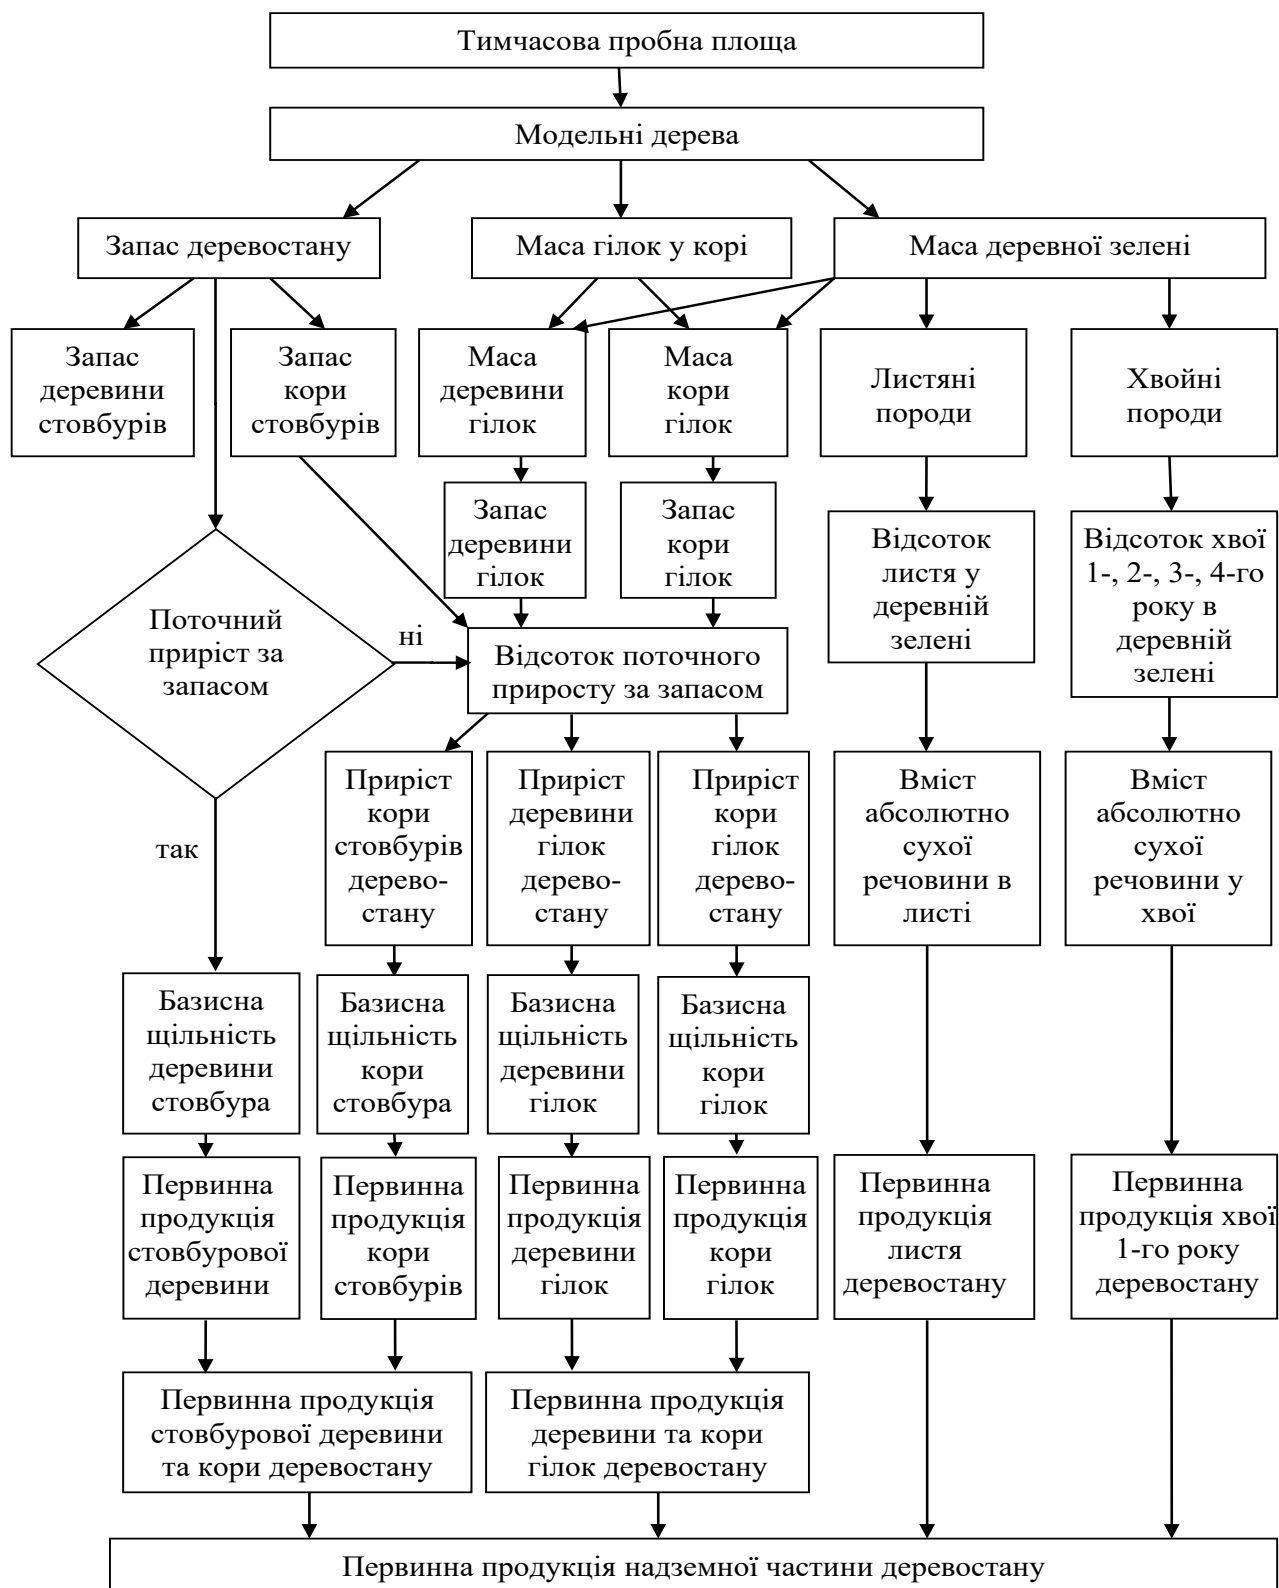 Тимчасова пробна площа
Модельні дерева
Запас деревостану
Маса гілок у корі
Маса деревної зелені
Запас
деревини
стовбурів
Запас
кори
стовбурів
Маса
деревини
гілок
Маса
кори
гілок
Листяні
породи
Хвойні
породи
Запас
деревини
гілок
Запас
кори
гілок
Відсоток
листя у
деревній
зелені
Відсоток хвої
1-, 2-, 3-, 4-го
року в
деревній
зелені
Поточний
приріст за
запасом
ні
Відсоток поточного
приросту за запасом
так
Приріст
кори
стовбурів
дерево-
стану
Приріст
деревини
гілок
дерево-
стану
Приріст
кори
гілок
дерево-
стану
Вміст
абсолютно
сухої
речовини в
листі
Вміст
абсолютно
сухої
речовини у
хвої
Базисна
щільність
деревини
стовбура
Базисна
щільність
кори
стовбура
Базисна
щільність
деревини
гілок
Базисна
щільність
кори
гілок
Первинна
продукція
стовбурової
деревини
Первинна
продукція
кори
стовбурів
Первинна
продукція
деревини
гілок
Первинна
продукція
кори
гілок
Первинна
продукція
листя
деревостану
Первинна
продукція хвої
1-го року
деревостану
Первинна продукція
стовбурової деревини
та кори деревостану
Первинна продукція
деревини та кори
гілок деревостану
Первинна продукція надземної частини деревостану